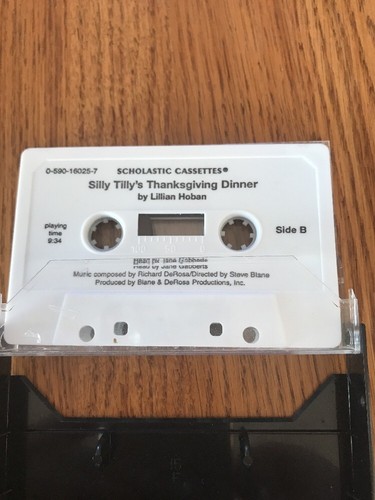 0-590-16025-7 SCHOLASTIC CASSETTES®
Silly Tilly's Thanksgiving Dinner
by Lillian Hoban
playing
time
9:34
Side B
Read by Jane
Music composed by Richard DeRosa/Directed by Steve Blane
Produced by Blane & DeRosa Productions, Inc.